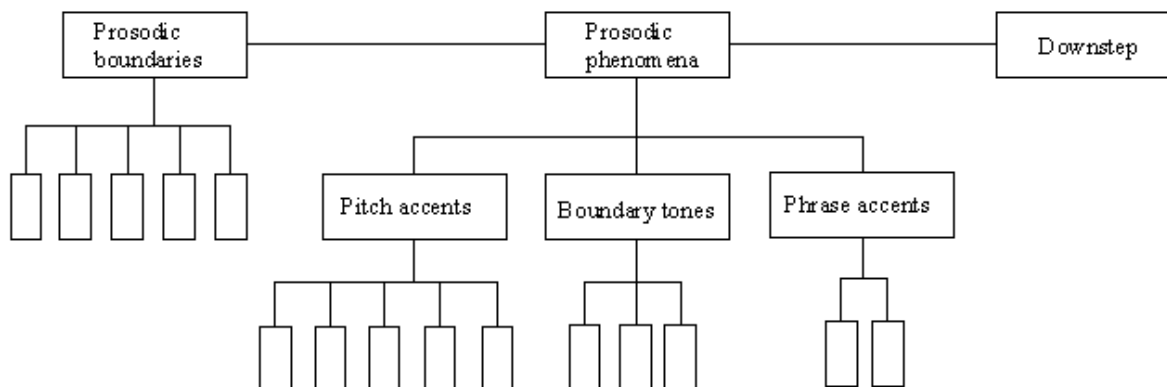 Prosodic
boundaries
Prosodic
phenomena
Downstep
Pitch accents
Boundary tones
Phrase accents